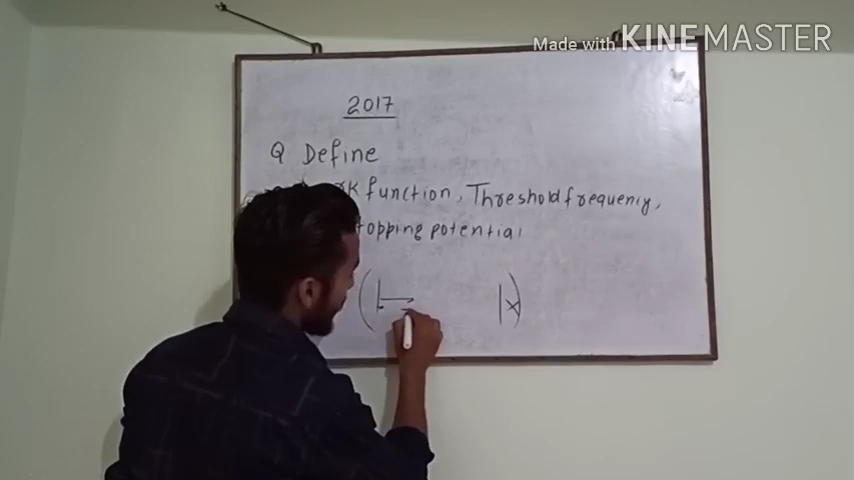 Made with KINEMASTER
2017
Q Define
function, Threshold frequency,
topping potential